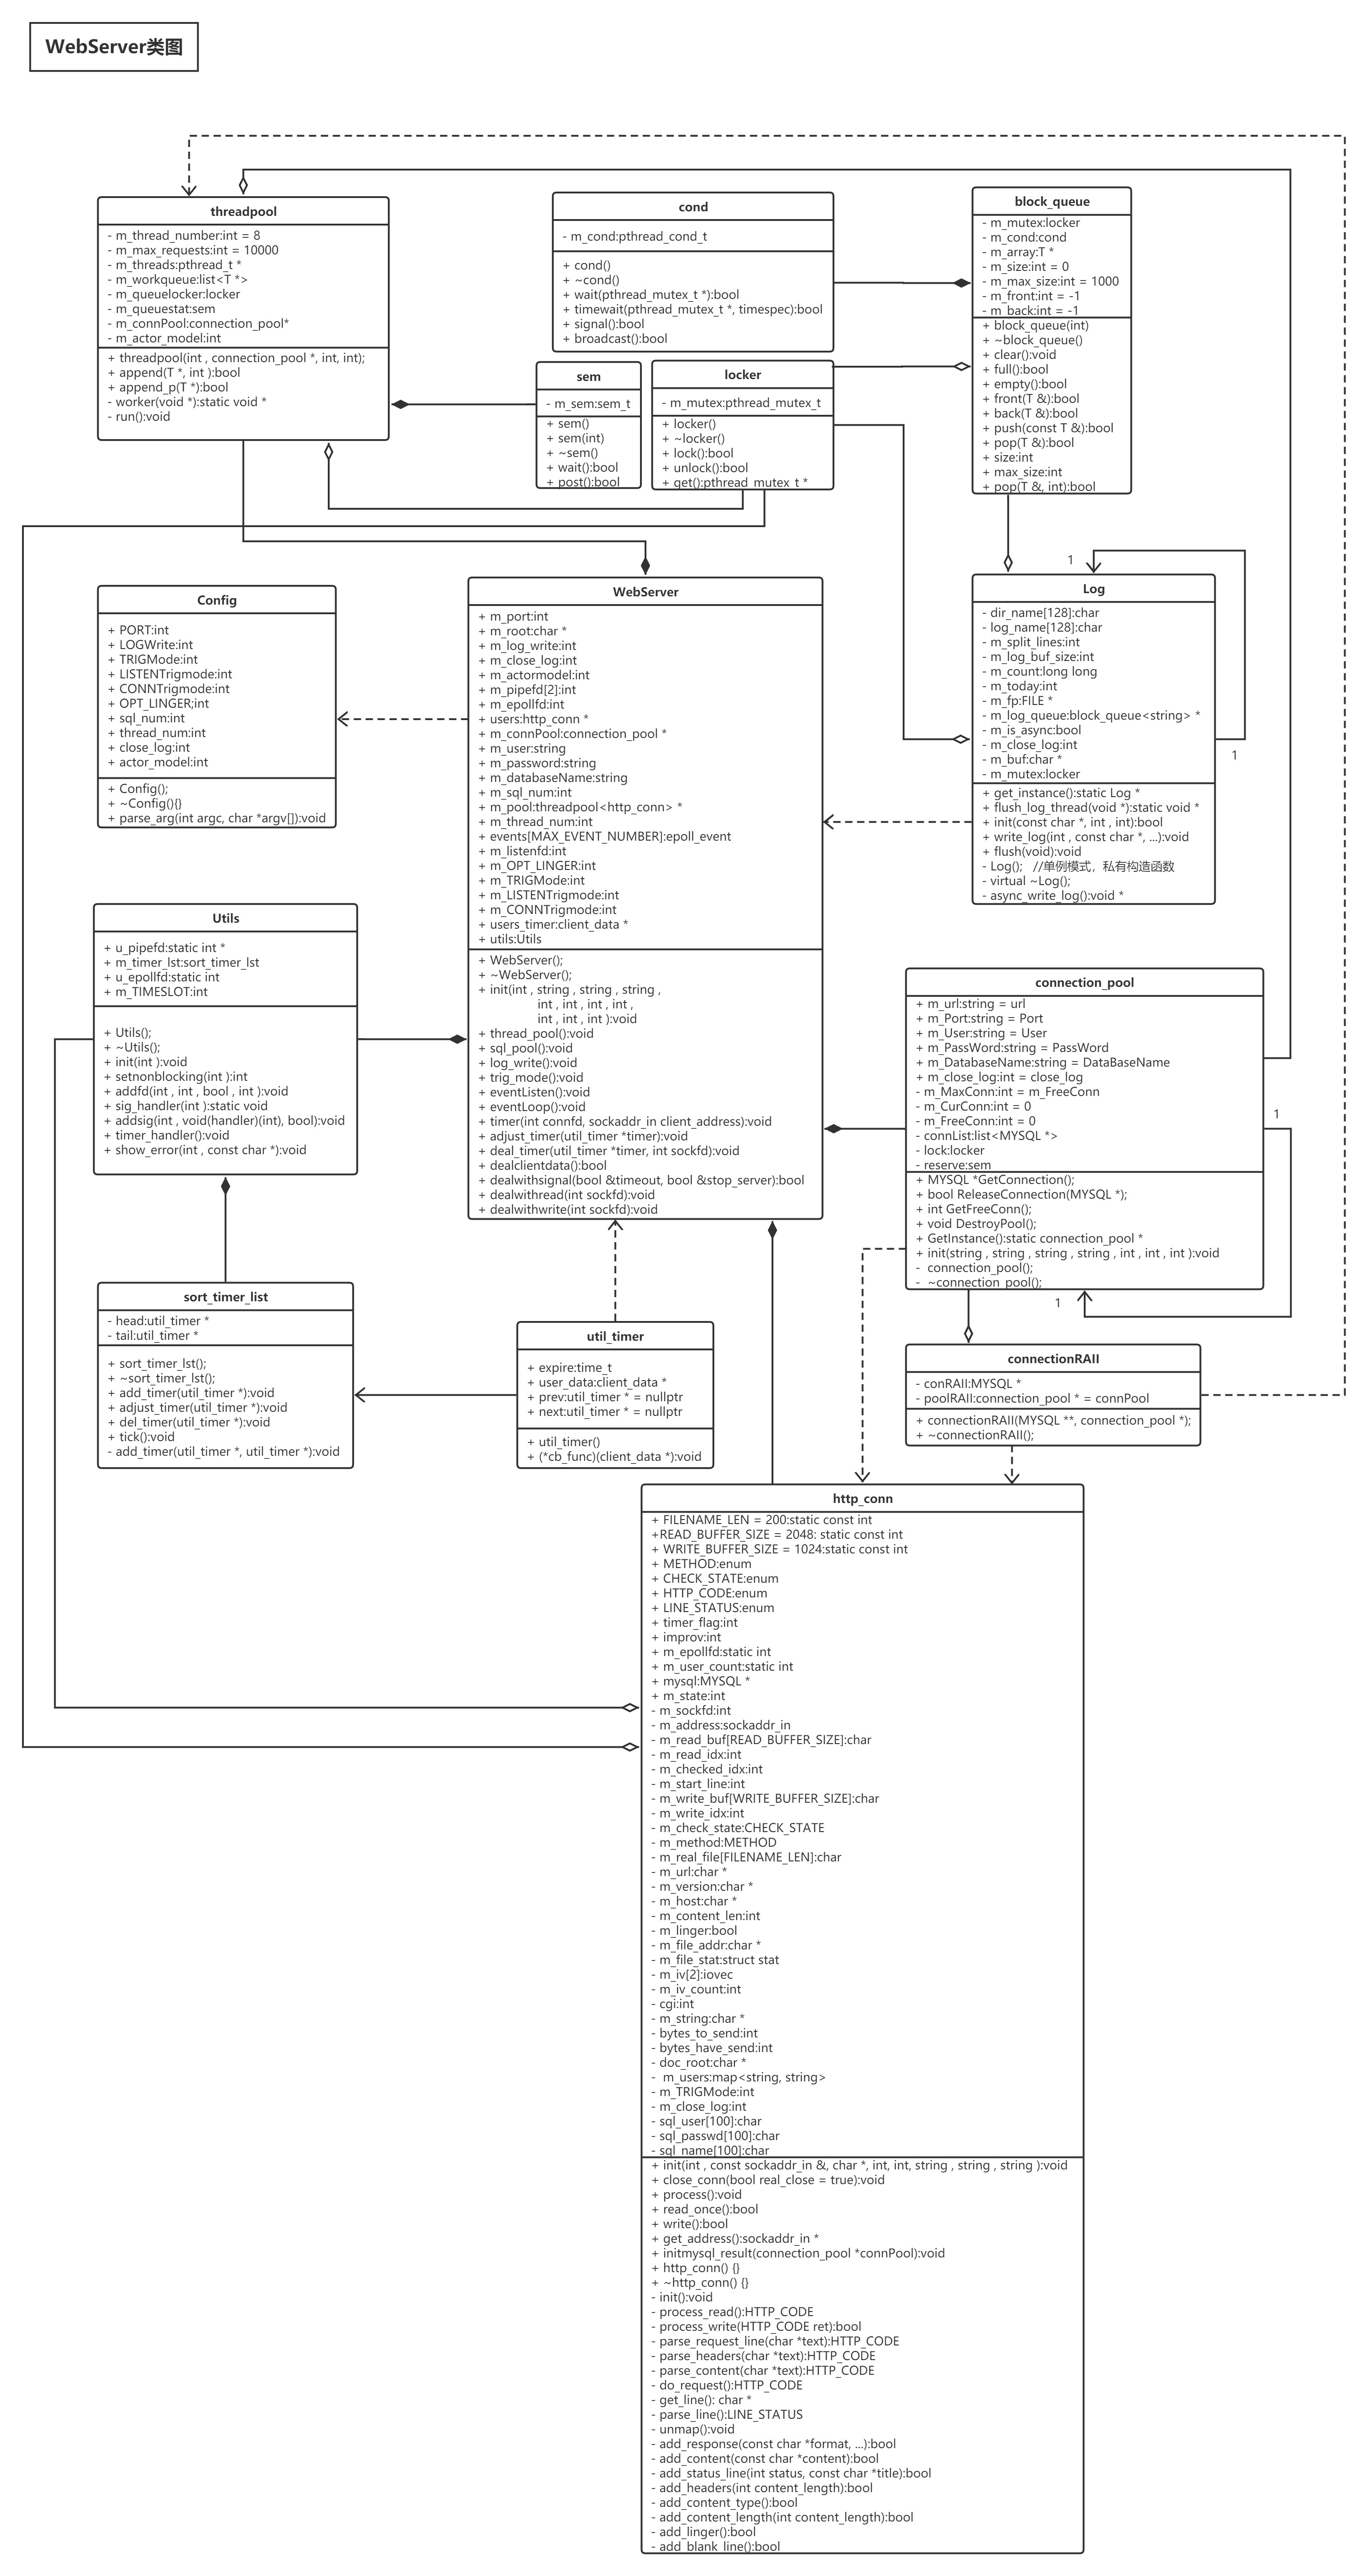 WebServer类图
threadpool
- m_thread_number:int = 8
- m_max_requests:int = 10000
- m_threads:pthread_t *
- m_workqueue:list<T *>
- m_queuelocker:locker
- m_queuestat:sem
- m_connPool:connection_pool*
- m_actor_model:int
+ threadpool(int , connection_pool *, int, int);
+ append(T *, int ):bool
+ append_p(T *):bool
- worker(void *):static void *
- run():void
cond
- m_cond:pthread_cond_t
+ cond()
+ ~cond()
+ wait(pthread_mutex_t *):bool
+ timewait(pthread_mutex_t *, timespec):bool
+ signal():bool
+ broadcast():bool
block_queue
- m_mutex:locker
- m_cond:cond
- m_array:T *
- m_size:int = 0
- m_max_size:int = 1000
- m_front:int = -1
- m_back:int = -1
+ block_queue(int)
+ ~block_queue()
+ clear():void
+ full():bool
+ empty():bool
+ front(T &):bool
+ back(T &):bool
+ push(const T &):bool
+ pop(T &):bool
+ size:int
+ max_size:int
+ pop(T &, int):bool
sem
- m_sem:sem_t
+ sem()
+ sem(int)
+ ~sem()
+ wait():bool
+ post():bool
locker
- m_mutex:pthread_mutex_t
+ locker()
+ ~locker()
+ lock():bool
+ unlock():bool
+ get():pthread_mutex_t *
Config
+ PORT:int
+ LOGWrite:int
+ TRIGMode:int
+ LISTENTrigmode:int
+ CONNTrigmode:int
+ OPT_LINGER;int
+ sql_num:int
+ thread_num:int
+ close_log:int
+ actor_model:int
+ Config();
+ ~Config(){}
+ parse_arg(int argc, char *argv[]):void
WebServer
+ m_port:int
+ m_root:char *
+ m_log_write:int
+ m_close_log:int
+ m_actormodel:int
+ m_pipefd[2]:int
+ m_epollfd:int
+ users:http_conn *
+ m_connPool:connection_pool *
+ m_user:string
+ m_password:string
+ m_databaseName:string
+ m_sql_num:int
+ m_pool:threadpool<http_conn> *
+ m_thread_num:int
+ events[MAX_EVENT_NUMBER]:epoll_event
+ m_listenfd:int
+ m_OPT_LINGER:int
+ m_TRIGMode:int
+ m_LISTENTrigmode:int
+ m_CONNTrigmode:int
+ users_timer:client_data *
+ utils:Utils
+ WebServer();
+ ~WebServer();
+ init(int , string , string , string ,
int , int , int , int ,
int , int , int ):void
+ thread_pool():void
+ sql_pool():void
+ log_write():void
+ trig_mode():void
+ eventListen():void
+ eventLoop():void
+ timer(int connfd, sockaddr_in client_address):void
+ adjust_timer(util_timer *timer):void
+ deal_timer(util_timer *timer, int sockfd):void
+ dealclientdata():bool
+ dealwithsignal(bool &timeout, bool &stop_server):bool
+ dealwithread(int sockfd):void
+ dealwithwrite(int sockfd):void
1
Log
- dir_name[128]:char
- log_name[128]:char
- m_split_lines:int
- m_log_buf_size:int
- m_count:long long
- m_today:int
- m_fp:FILE *
- m_log_queue:block_queue<string> *
- m_is_async:bool
- m_close_log:int
- m_buf:char *
- m_mutex:locker
+ get_instance():static Log *
+ flush_log_thread(void *):static void *
+ init(const char *, int , int):bool
+ write_log(int , const char *, ...):void
+ flush(void):void
- Log();   //单例模式，私有构造函数
- virtual ~Log();
- async_write_log():void *
1
Utils
+ u_pipefd:static int *
+ m_timer_lst:sort_timer_lst
+ u_epollfd:static int
+ m_TIMESLOT:int
+ Utils();
+ ~Utils();
+ init(int ):void
+ setnonblocking(int ):int
+ addfd(int , int , bool , int ):void
+ sig_handler(int ):static void
+ addsig(int , void(handler)(int), bool):void
+ timer_handler():void
+ show_error(int , const char *):void
connection_pool
+ m_url:string = url
+ m_Port:string = Port
+ m_User:string = User
+ m_PassWord:string = PassWord
+ m_DatabaseName:string = DataBaseName
+ m_close_log:int = close_log
- m_MaxConn:int = m_FreeConn
- m_CurConn:int = 0
- m_FreeConn:int = 0
- connList:list<MYSQL *>
- lock:locker
- reserve:sem
+ MYSQL *GetConnection();
+ bool ReleaseConnection(MYSQL *);
+ int GetFreeConn();
+ void DestroyPool();
+ GetInstance():static connection_pool *
+ init(string , string , string , string , int , int , int ):void
-  connection_pool();
-  ~connection_pool();
1
1
sort_timer_list
- head:util_timer *
- tail:util_timer *
+ sort_timer_lst();
+ ~sort_timer_lst();
+ add_timer(util_timer *):void
+ adjust_timer(util_timer *):void
+ del_timer(util_timer *):void
+ tick():void
- add_timer(util_timer *, util_timer *):void
util_timer
+ expire:time_t
+ user_data:client_data *
+ prev:util_timer * = nullptr
+ next:util_timer * = nullptr
+ util_timer()
+ (*cb_func)(client_data *):void
connectionRAII
- conRAII:MYSQL *
- poolRAII:connection_pool * = connPool
+ connectionRAII(MYSQL **, connection_pool *);
+ ~connectionRAII();
http_conn
+ FILENAME_LEN = 200:static const int
+READ_BUFFER_SIZE = 2048: static const int
+ WRITE_BUFFER_SIZE = 1024:static const int
+ METHOD:enum
+ CHECK_STATE:enum
+ HTTP_CODE:enum
+ LINE_STATUS:enum
+ timer_flag:int
+ improv:int
+ m_epollfd:static int
+ m_user_count:static int
+ mysql:MYSQL *
+ m_state:int
- m_sockfd:int
- m_address:sockaddr_in
- m_read_buf[READ_BUFFER_SIZE]:char
- m_read_idx:int
- m_checked_idx:int
- m_start_line:int
- m_write_buf[WRITE_BUFFER_SIZE]:char
- m_write_idx:int
- m_check_state:CHECK_STATE
- m_method:METHOD
- m_real_file[FILENAME_LEN]:char
- m_url:char *
- m_version:char *
- m_host:char *
- m_content_len:int
- m_linger:bool
- m_file_addr:char *
- m_file_stat:struct stat
- m_iv[2]:iovec
- m_iv_count:int
- cgi:int
- m_string:char *
- bytes_to_send:int
- bytes_have_send:int
- doc_root:char *
-  m_users:map<string, string>
- m_TRIGMode:int
- m_close_log:int
- sql_user[100]:char
- sql_passwd[100]:char
- sql_name[100]:char
+ init(int , const sockaddr_in &, char *, int, int, string , string , string ):void
+ close_conn(bool real_close = true):void
+ process():void
+ read_once():bool
+ write():bool
+ get_address():sockaddr_in *
+ initmysql_result(connection_pool *connPool):void
+ http_conn() {}
+ ~http_conn() {}
- init():void
- process_read():HTTP_CODE
- process_write(HTTP_CODE ret):bool
- parse_request_line(char *text):HTTP_CODE
- parse_headers(char *text):HTTP_CODE
- parse_content(char *text):HTTP_CODE
- do_request():HTTP_CODE
- get_line(): char *
- parse_line():LINE_STATUS
- unmap():void
- add_response(const char *format, ...):bool
- add_content(const char *content):bool
- add_status_line(int status, const char *title):bool
- add_headers(int content_length):bool
- add_content_type():bool
- add_content_length(int content_length):bool
- add_linger():bool
- add_blank_line():bool